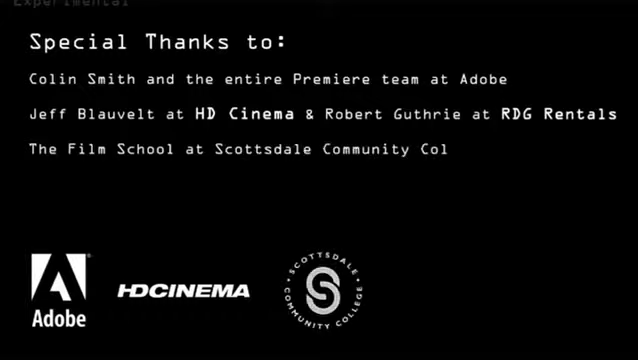 Experimental
Special Thanks to:
Colin Smith and the entire Premiere team at Adobe
Jeff Blauvelt at HD Cinema & Robert Guthrie at RDG Rentals
The Film School at Scottsdale Community Col
Adobe
HDCINEMA
SCOTTSDALE COMMUNITY COLLEGE